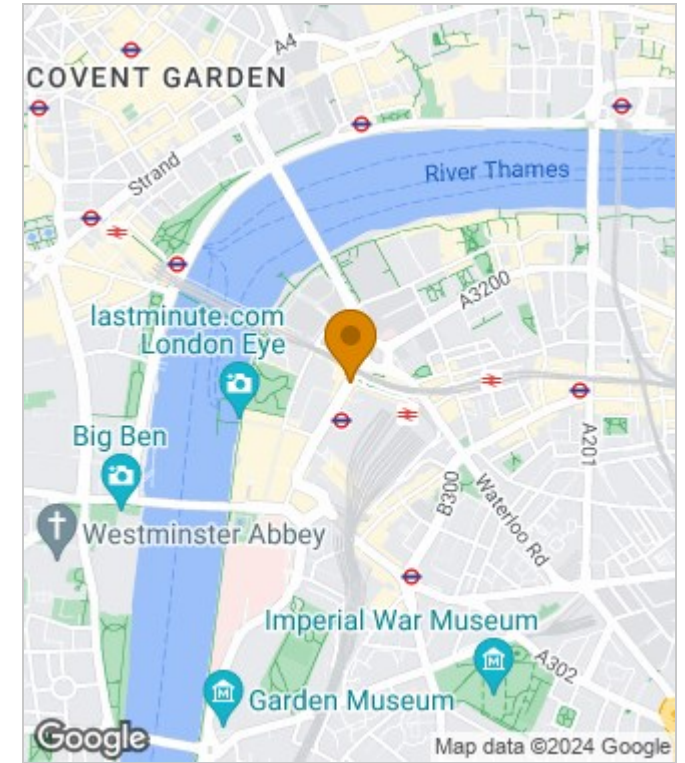 A4
COVENT GARDEN
Strand
River Thames
A3200
lastminute.com
London Eye
Big Ben
A201
B300
Waterloo Rd
Westminster Abbey
Imperial War Museum
A302
Garden Museum
Google
Map data ©2024 Google